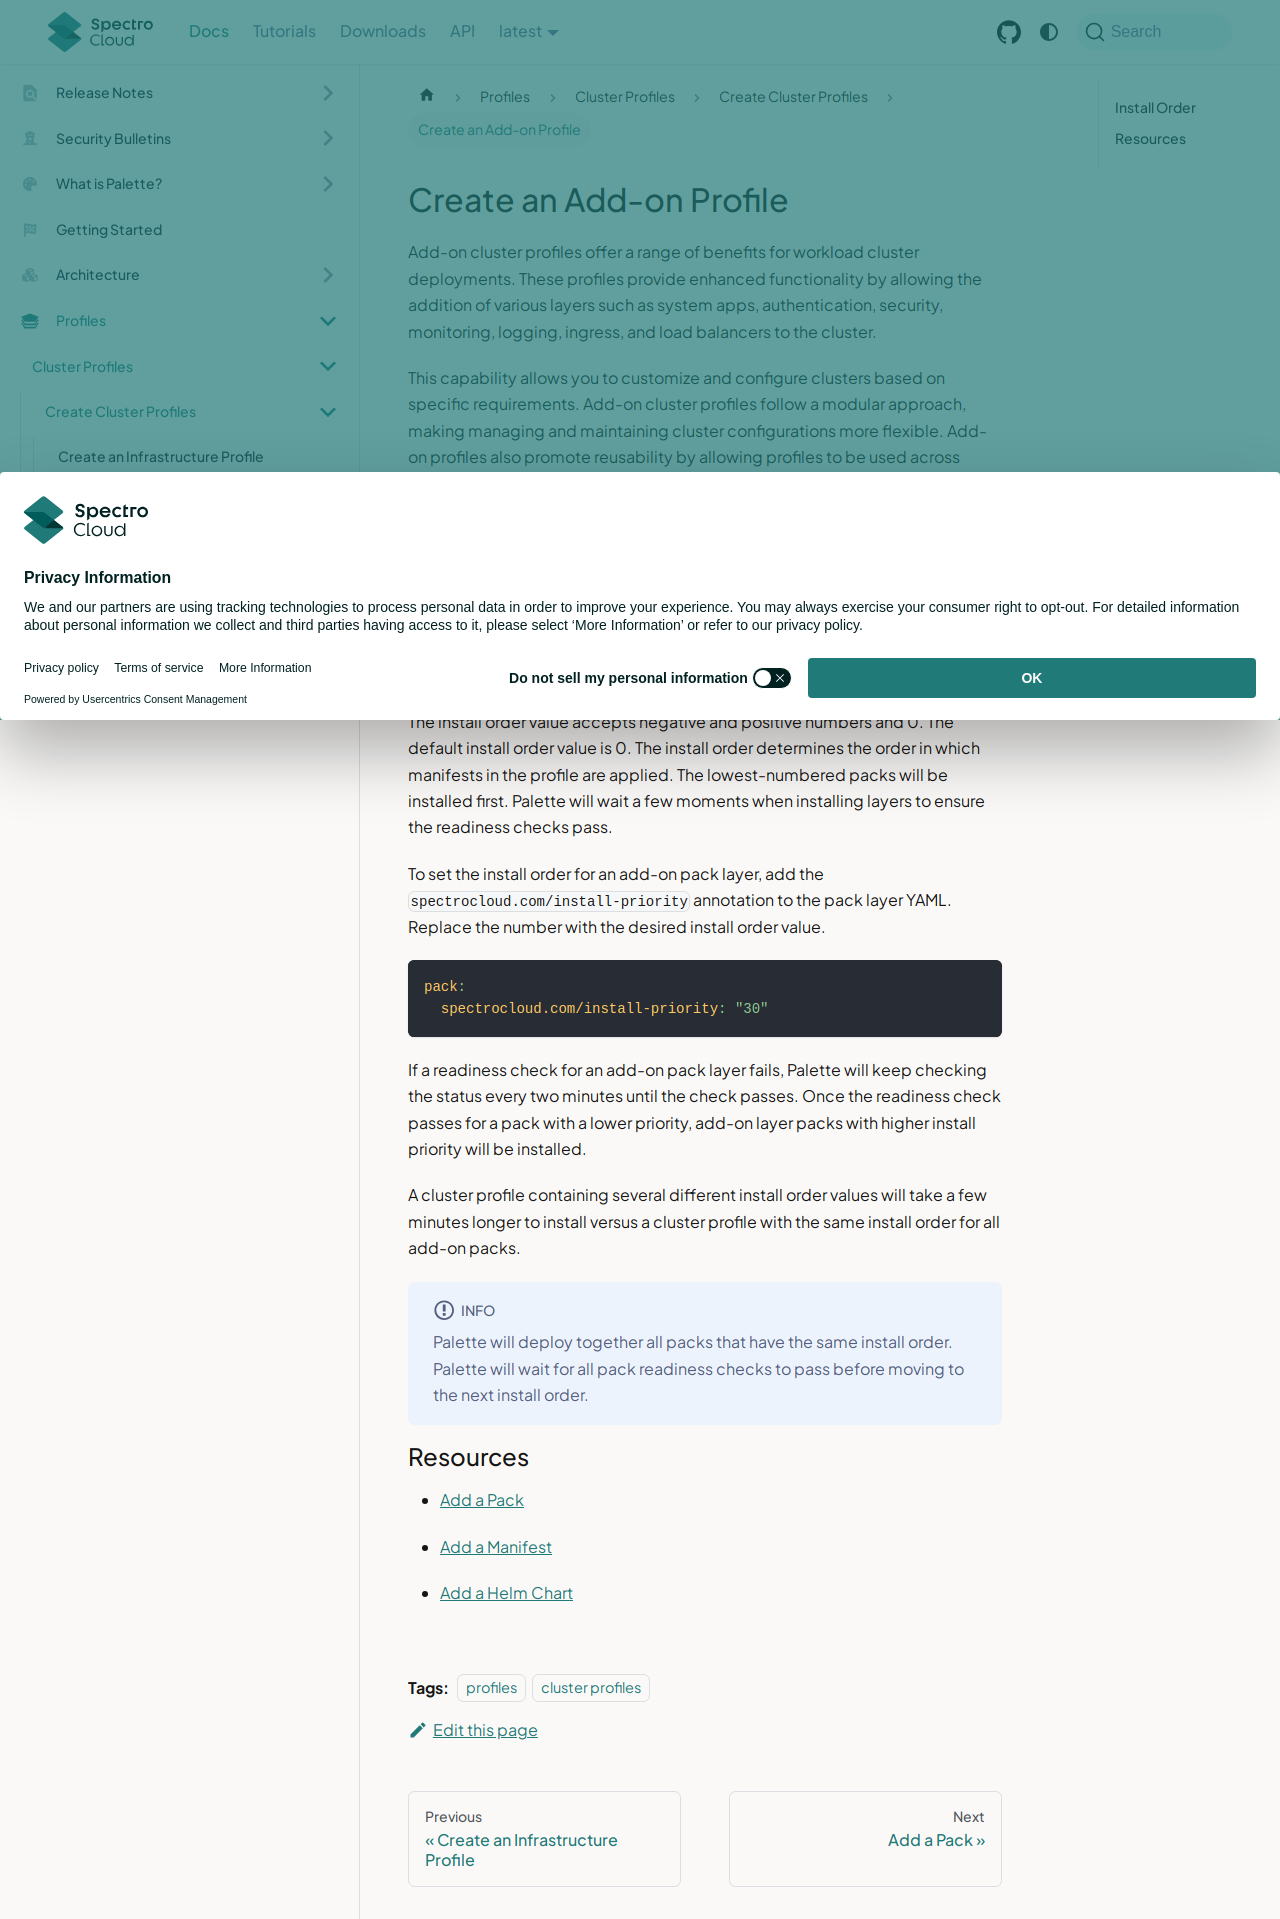 Spectro
Cloud
Docs
Tutorials
Downloads
API
latest
Search
Release Notes
Security Bulletins
What is Palette?
Getting Started
Architecture
Profiles
Cluster Profiles
Create Cluster Profiles
Create an Infrastructure Profile
Profiles
Cluster Profiles
Create Cluster Profiles
Create an Add-on Profile
Install Order
Resources
Create an Add-on Profile
Add-on cluster profiles offer a range of benefits for workload cluster
deployments. These profiles provide enhanced functionality by allowing the
addition of various layers such as system apps, authentication, security,
monitoring, logging, ingress, and load balancers to the cluster.
This capability allows you to customize and configure clusters based on
specific requirements. Add-on cluster profiles follow a modular approach,
making managing and maintaining cluster configurations more flexible. Add-
on profiles also promote reusability by allowing profiles to be used across
Spectro
Cloud
Privacy Information
We and our partners are using tracking technologies to process personal data in order to improve your experience. You may always exercise your consumer right to opt-out. For detailed information
about personal information we collect and third parties having access to it, please select ‘More Information’ or refer to our privacy policy.
Privacy policy
Terms of service
More Information
Powered by Usercentrics Consent Management
Do not sell my personal information
OK
The install order value accepts negative and positive numbers and 0. The
default install order value is 0. The install order determines the order in which
manifests in the profile are applied. The lowest-numbered packs will be
installed first. Palette will wait a few moments when installing layers to ensure
the readiness checks pass.
To set the install order for an add-on pack layer, add the
spectrocloud.com/install-priority annotation to the pack layer YAML.
Replace the number with the desired install order value.
pack:
  spectrocloud.com/install-priority: "30"
If a readiness check for an add-on pack layer fails, Palette will keep checking
the status every two minutes until the check passes. Once the readiness check
passes for a pack with a lower priority, add-on layer packs with higher install
priority will be installed.
A cluster profile containing several different install order values will take a few
minutes longer to install versus a cluster profile with the same install order for all
add-on packs.
INFO
Palette will deploy together all packs that have the same install order.
Palette will wait for all pack readiness checks to pass before moving to
the next install order.
Resources
Add a Pack
Add a Manifest
Add a Helm Chart
Tags:
profiles
cluster profiles
Edit this page
Previous
« Create an Infrastructure
Profile
Next
Add a Pack »